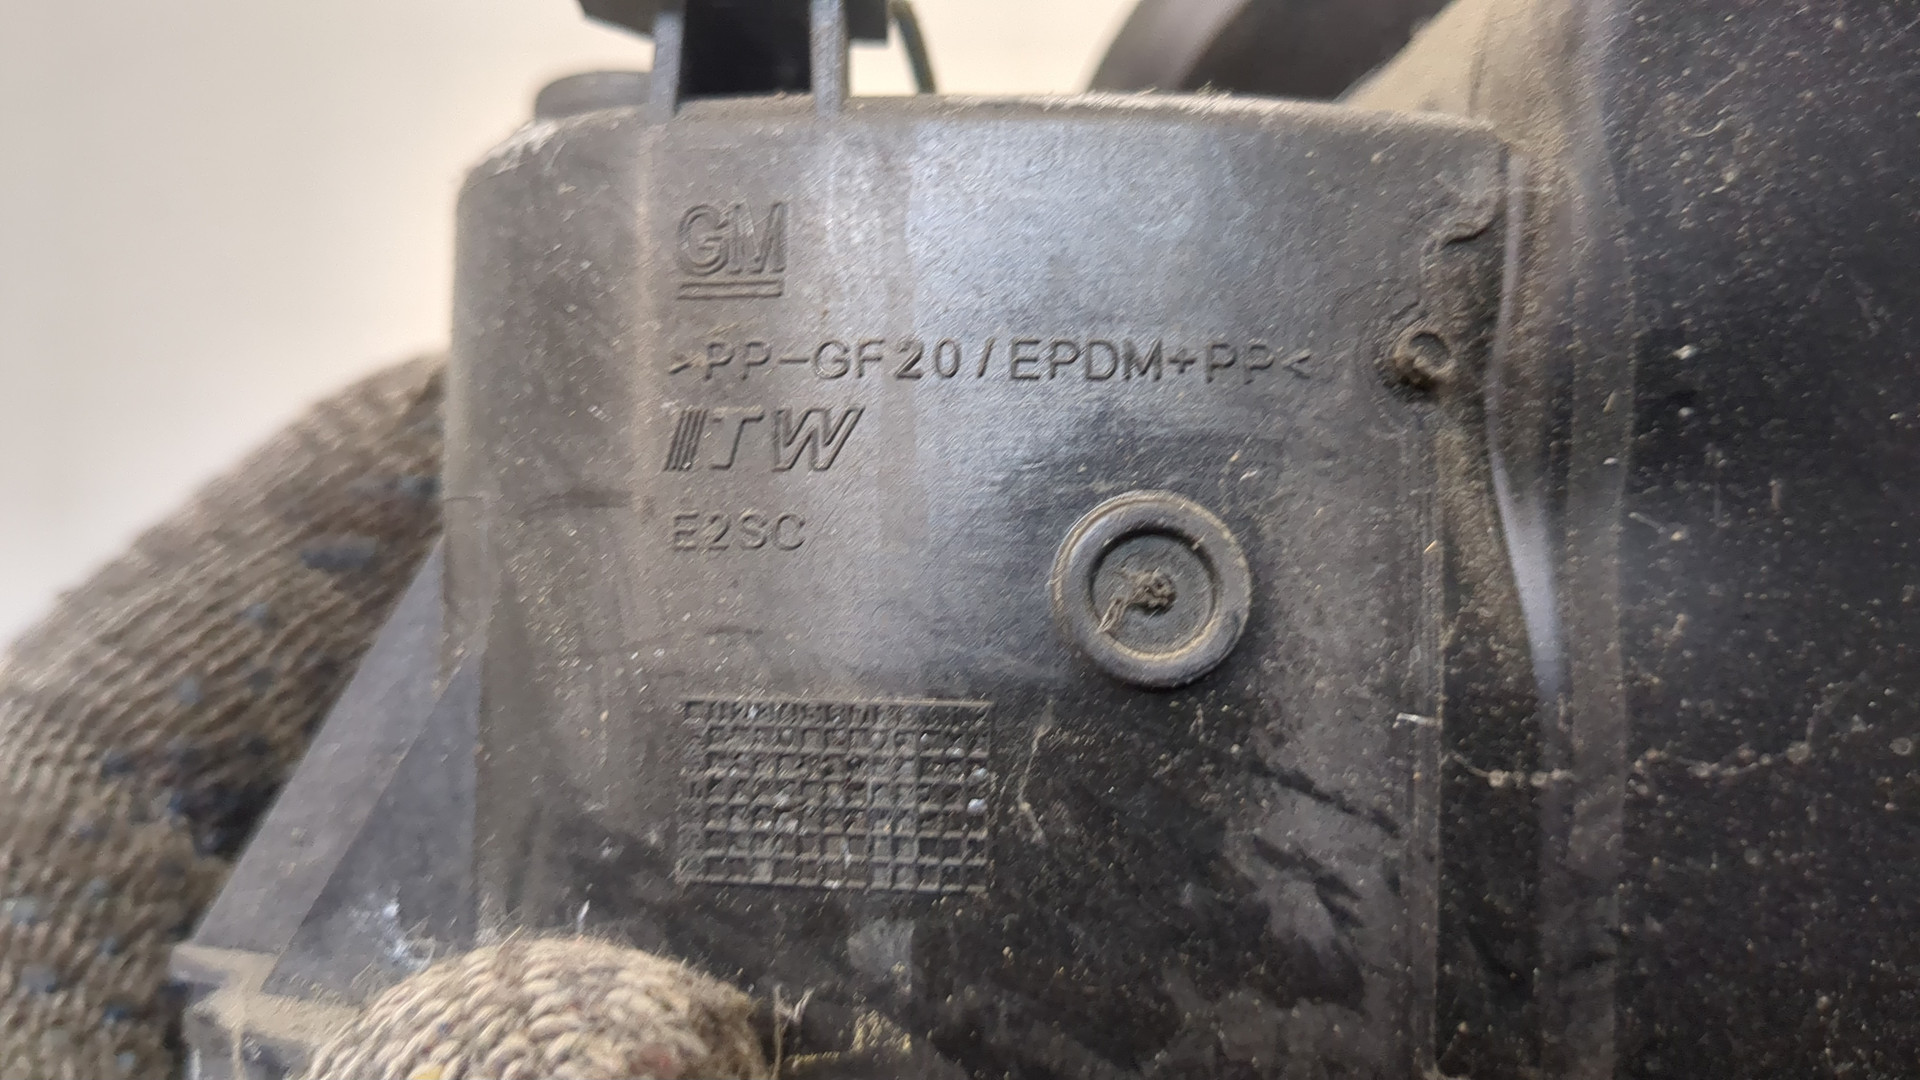 GM
>PP-GF20/EPDM+PP<
ITW
E2SC